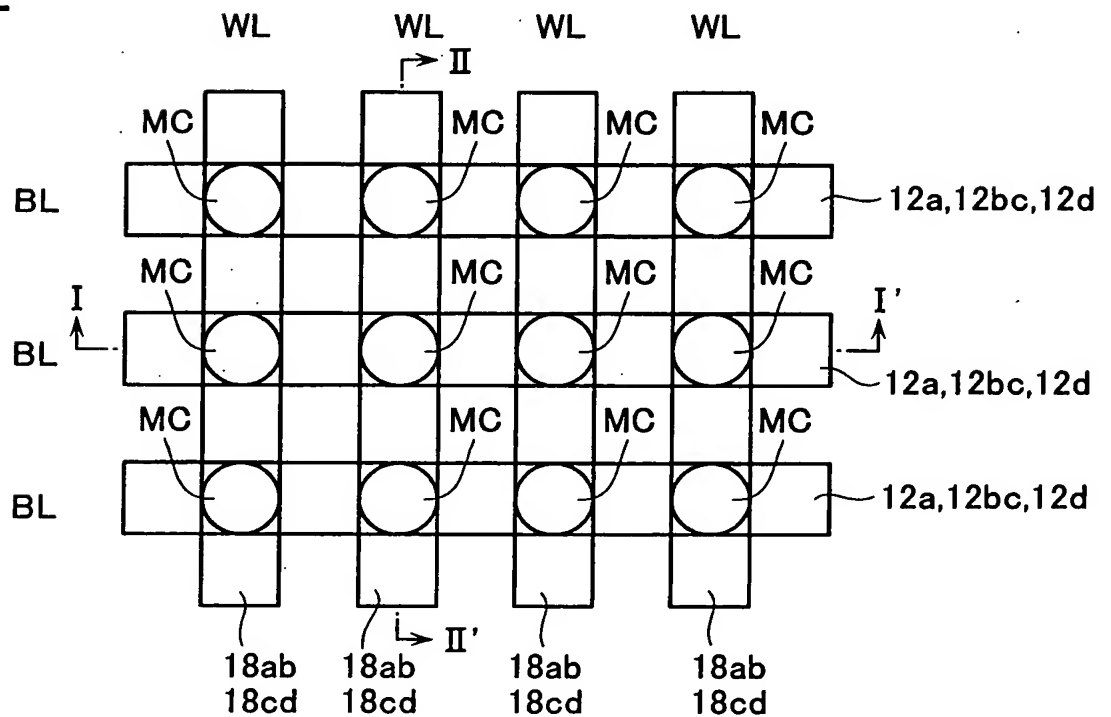 WL WL WL WL
II
MC MC MC MC
BL 12a,12bc,12d
MC MC MC MC
I I'
BL 12a,12bc,12d
MC MC MC MC
BL 12a,12bc,12d
II'
18ab 18ab 18ab 18ab
18cd 18cd 18cd 18cd